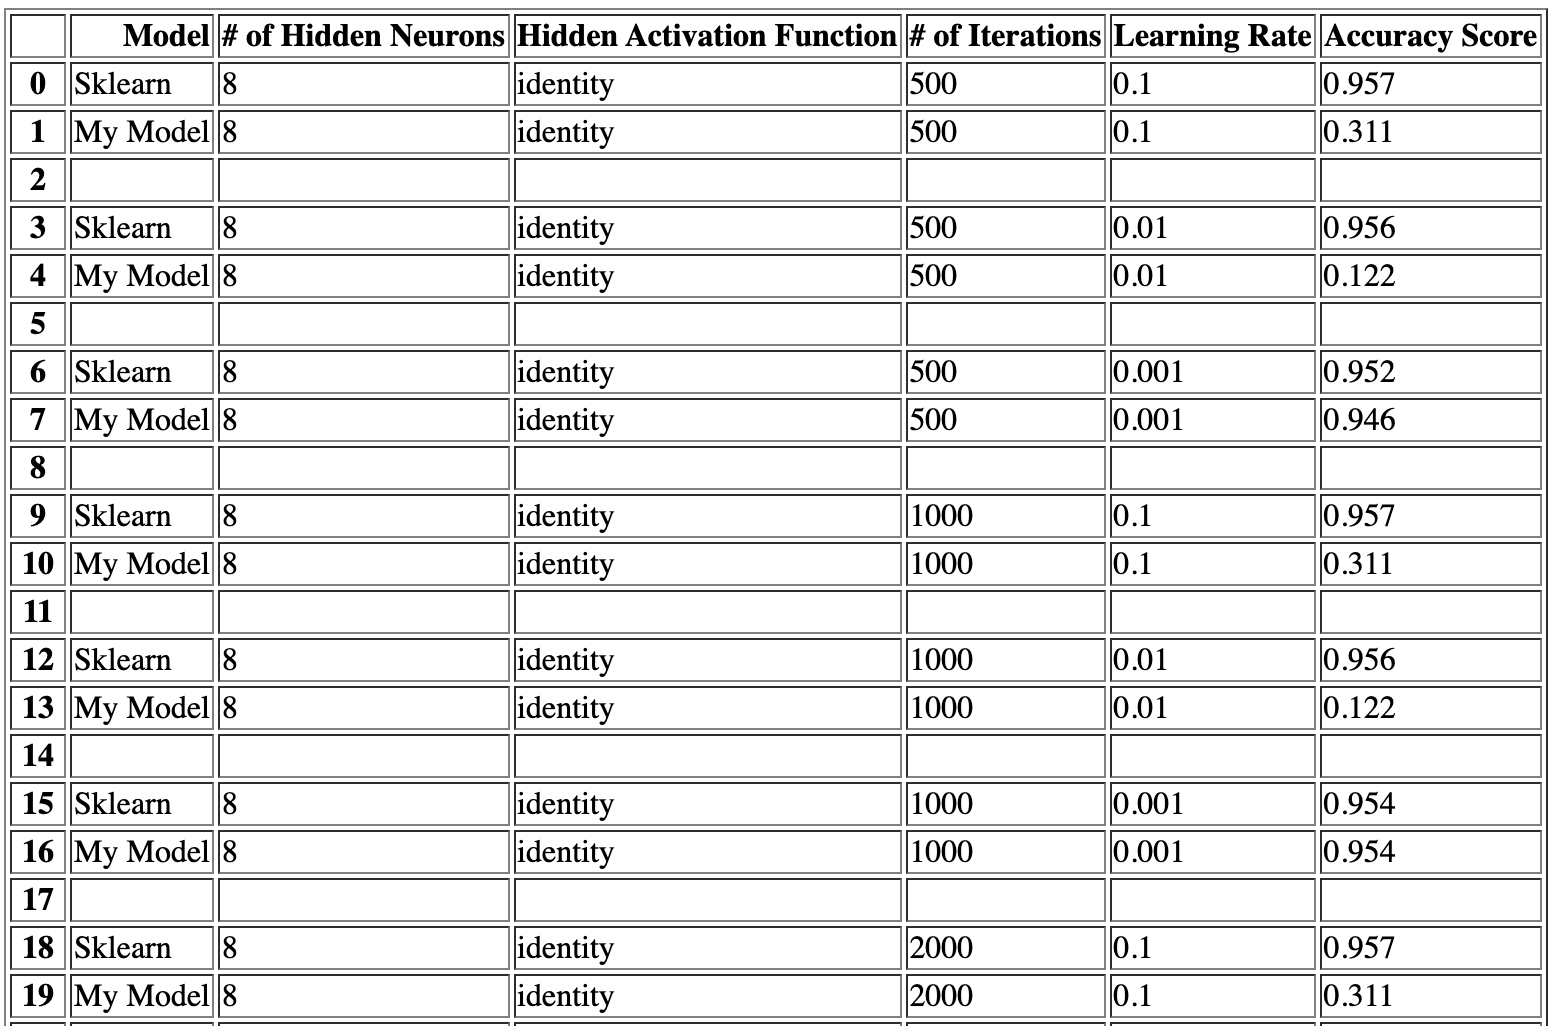 Model # of Hidden Neurons Hidden Activation Function # of Iterations Learning Rate Accuracy Score
0 Sklearn 8 identity 500 0.1 0.957
1 My Model 8 identity 500 0.1 0.311
2
3 Sklearn 8 identity 500 0.01 0.956
4 My Model 8 identity 500 0.01 0.122
5
6 Sklearn 8 identity 500 0.001 0.952
7 My Model 8 identity 500 0.001 0.946
8
9 Sklearn 8 identity 1000 0.1 0.957
10 My Model 8 identity 1000 0.1 0.311
11
12 Sklearn 8 identity 1000 0.01 0.956
13 My Model 8 identity 1000 0.01 0.122
14
15 Sklearn 8 identity 1000 0.001 0.954
16 My Model 8 identity 1000 0.001 0.954
17
18 Sklearn 8 identity 2000 0.1 0.957
19 My Model 8 identity 2000 0.1 0.311